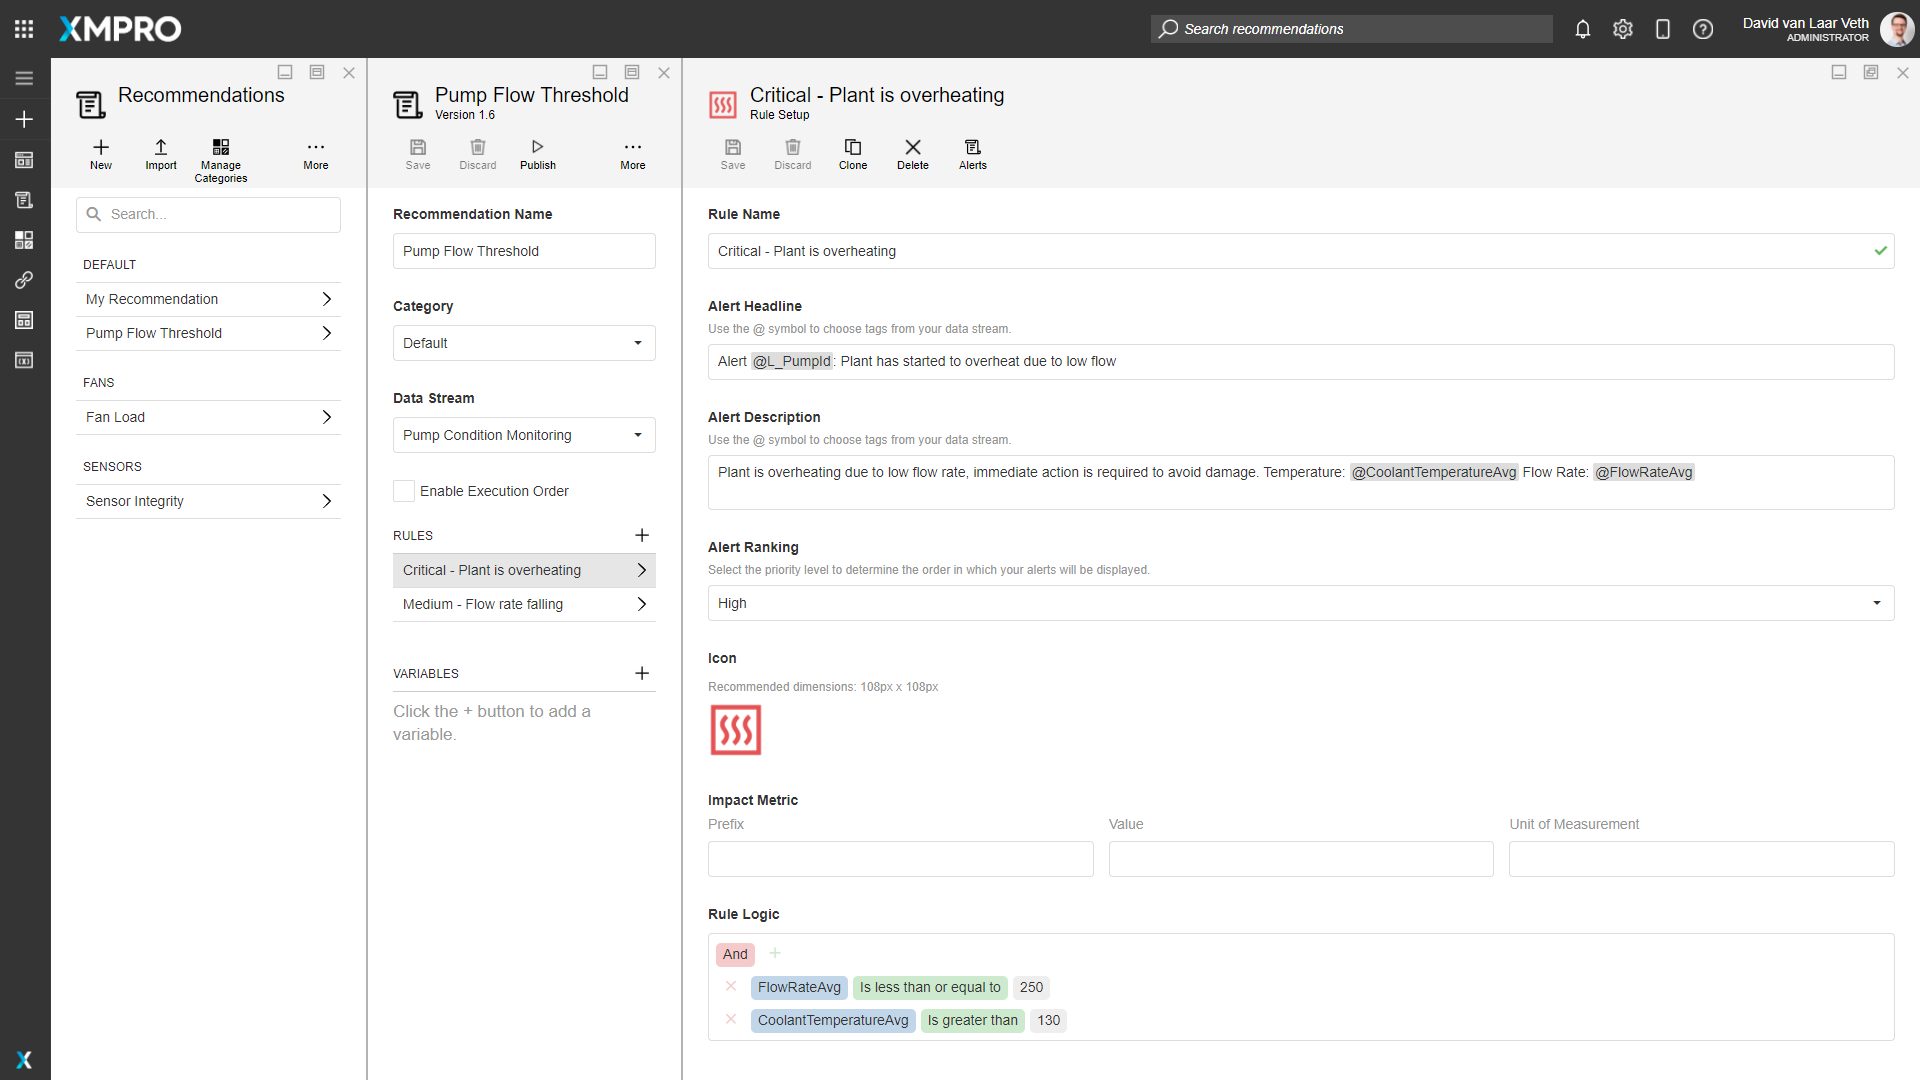 XMPRO
Search recommendations
David van Laar Veth
ADMINISTRATOR
Recommendations
New
Import
Manage
Categories
More
Search...
DEFAULT
My Recommendation
Pump Flow Threshold
FANS
Fan Load
SENSORS
Sensor Integrity
Pump Flow Threshold
Version 1.6
Save
Discard
Publish
More
Recommendation Name
Pump Flow Threshold
Category
Default
Data Stream
Pump Condition Monitoring
Enable Execution Order
RULES
Critical - Plant is overheating
Medium - Flow rate falling
VARIABLES
Click the + button to add a
variable.
Critical - Plant is overheating
Rule Setup
Save
Discard
Clone
Delete
Alerts
Rule Name
Critical - Plant is overheating
Alert Headline
Use the @ symbol to choose tags from your data stream.
Alert @L_PumpId: Plant has started to overheat due to low flow
Alert Description
Use the @ symbol to choose tags from your data stream.
Plant is overheating due to low flow rate, immediate action is required to avoid damage. Temperature: @CoolantTemperatureAvg Flow Rate: @FlowRateAvg
Alert Ranking
Select the priority level to determine the order in which your alerts will be displayed.
High
Icon
Recommended dimensions: 108px x 108px
Impact Metric
Prefix
Value
Unit of Measurement
Rule Logic
And
FlowRateAvg Is less than or equal to 250
CoolantTemperatureAvg Is greater than 130